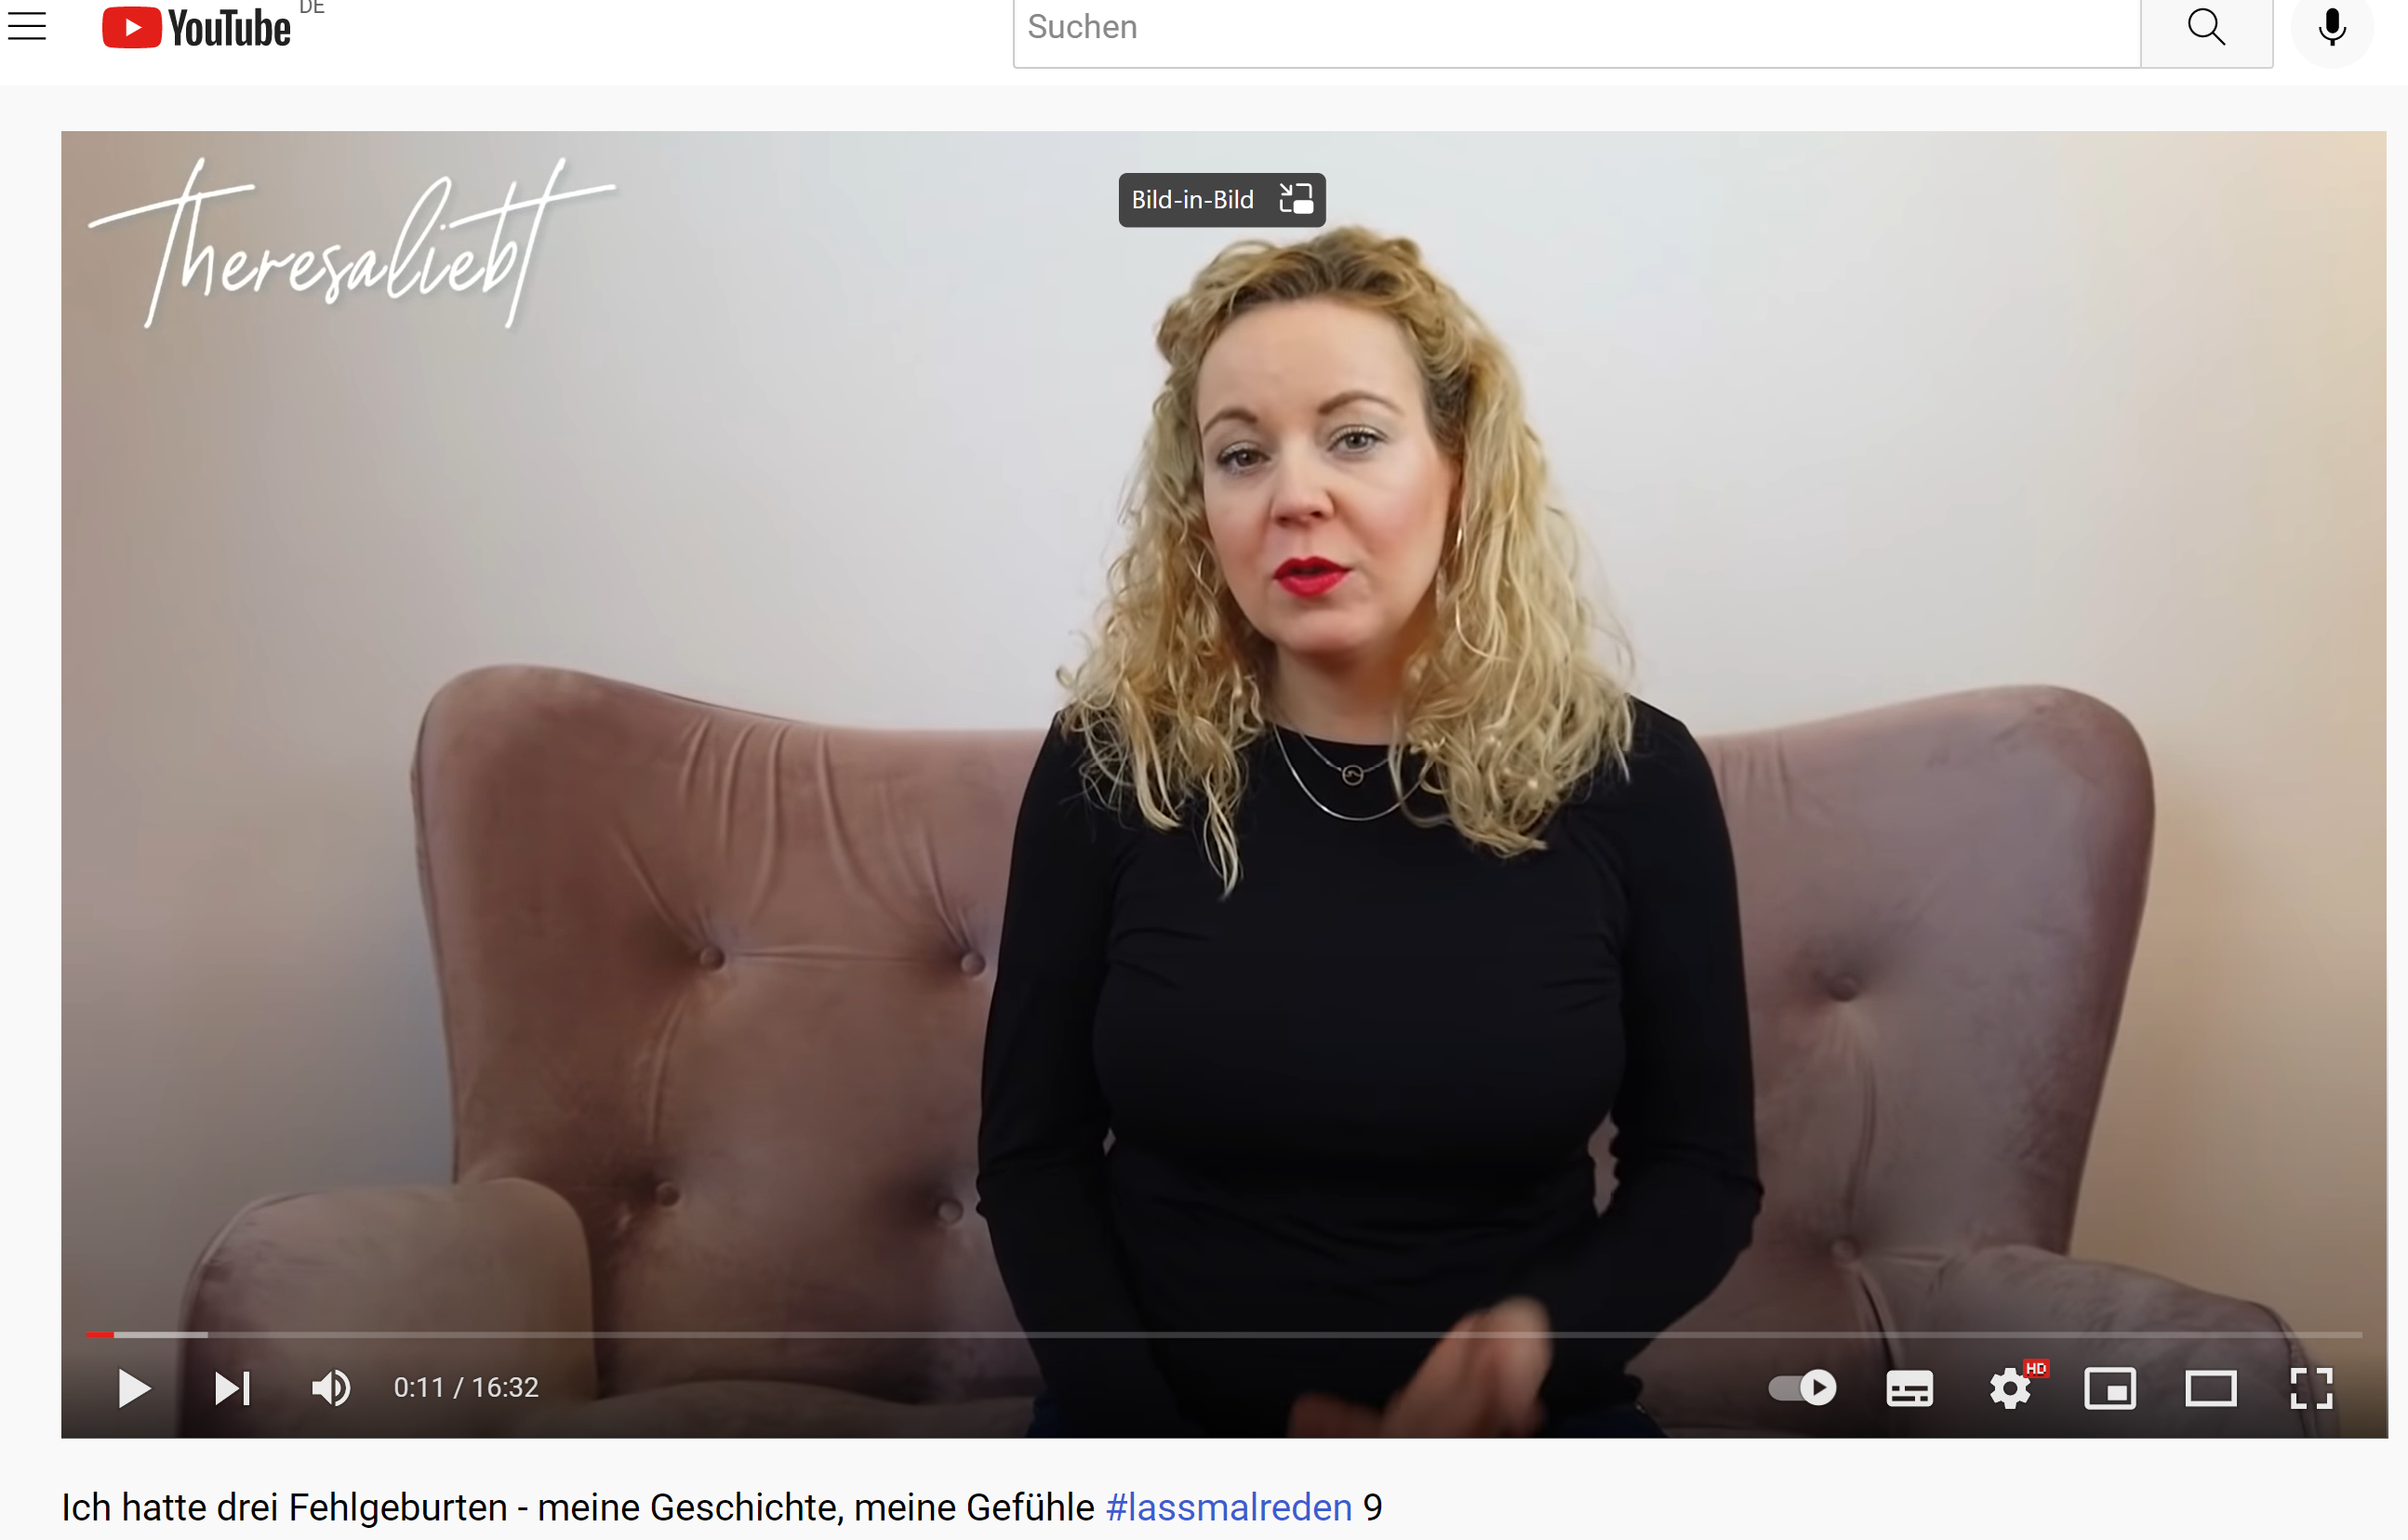 YouTube DE
Suchen
Theresaliebt
Bild-in-Bild
0:11 / 16:32
HD
Ich hatte drei Fehlgeburten - meine Geschichte, meine Gefühle #lassmalreden 9